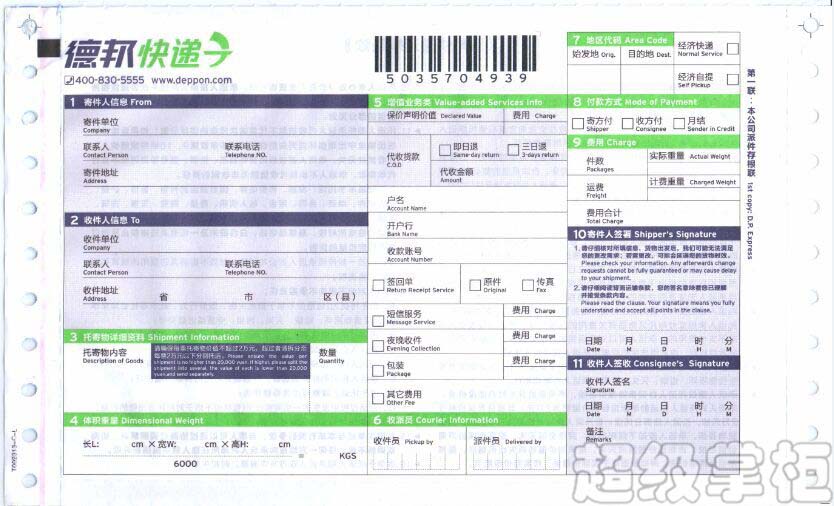 德邦快递
400-830-5555 www.deppon.com
5035704939
1 寄件人信息 From
寄件单位
Company
联系人 联系电话
Contact Person Telephone NO.
寄件地址
Address
2 收件人信息 To
收件单位
Company
联系人 联系电话
Contact Person Telephone NO.
收件地址 省 市 区(县)
Address
3 托寄物详细资料 Shipment Information
托寄物内容
Description of Goods
请确保每票托寄物价值不超过2万元,超过者请拆分至
每票2万元以下分别托运。Please ensure the value per
shipment is no higher than 20,000 yuan. If higher, please split the
shipment into several, the value of each is lower than 20,000
yuan,and send separately.
数量
Quantity
4 体积重量 Dimensional Weight
长L: cm × 宽W: cm × 高H: cm
6000 = KGS
5 增值业务类 Value-added Services info
保价声明价值 Declared Value 费用 Charge
代收货款
C.O.D
即日退
Same-day return
三日退
3-days return
代收金额
Amount
户名
Account Name
开户行
Bank Name
收款账号
Account Number
签回单
Return Receipt Service
原件
Original
传真
Fax
短信服务 费用 Charge
Message Service
夜晚收件 费用 Charge
Evening Collection
包装 费用 Charge
Package
其它费用
Other Fee
6 收派员 Courier Information
收件员 Pickup by 派件员 Delivered by
7 地区代码 Area Code
始发地 Orig. 目的地 Dest.
经济快递
Normal Service
经济自提
Self Pickup
8 付款方式 Mode of Payment
寄方付
Shipper
收方付
Consignee
月结
Sender in Credit
9 费用 Charge
件数
Packages
实际重量 Actual Weight
运费
Freight
计费重量 Charged Weight
费用合计
Total Charge
10 寄件人签署 Shipper's Signature
1. 请仔细核对所填信息,货物出发后,我们可能无法满足
您的更改需求;若需更改,可能会延误您的货物时效。
Please check your information. Any afterwards change
requests cannot be fully guaranteed or may cause delay
to your shipment.
2. 请仔细阅读背面运输条款,您的签名意味着您已理解
并接受条款内容。
Please read the clause. Your signature means you fully
understand and accept all points in the clause.
日期 月 日 时 分
Date M D H M
11 收件人签收 Consignee's Signature
收件人签名
Signature
日期 月 日 时 分
Date M D H M
备注
Remarks
第一联:本公司派件存根联 1st copy: D.P. Express
超级掌柜